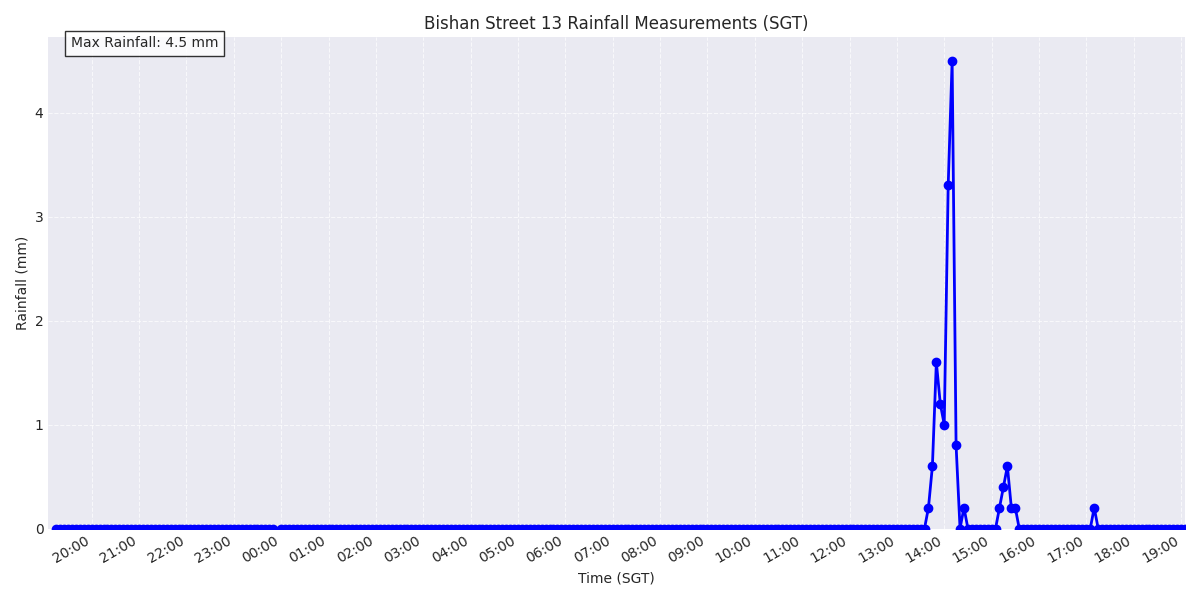 Bishan Street 13 Rainfall Measurements (SGT)
Max Rainfall: 4.5 mm
Rainfall (mm)
4
3
2
1
0
20:00 21:00 22:00 23:00 00:00 01:00 02:00 03:00 04:00 05:00 06:00 07:00 08:00 09:00 10:00 11:00 12:00 13:00 14:00 15:00 16:00 17:00 18:00 19:00
Time (SGT)